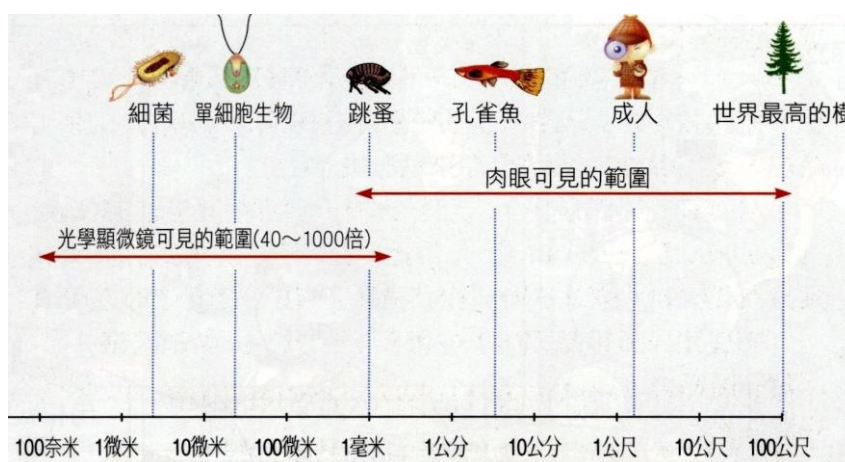 細菌 單細胞生物 跳蚤 孔雀魚 成人 世界最高的樹
肉眼可見的範圍
光學顯微鏡可見的範圍(40～1000倍)
100奈米 1微米 10微米 100微米 1毫米 1公分 10公分 1公尺 10公尺 100公尺